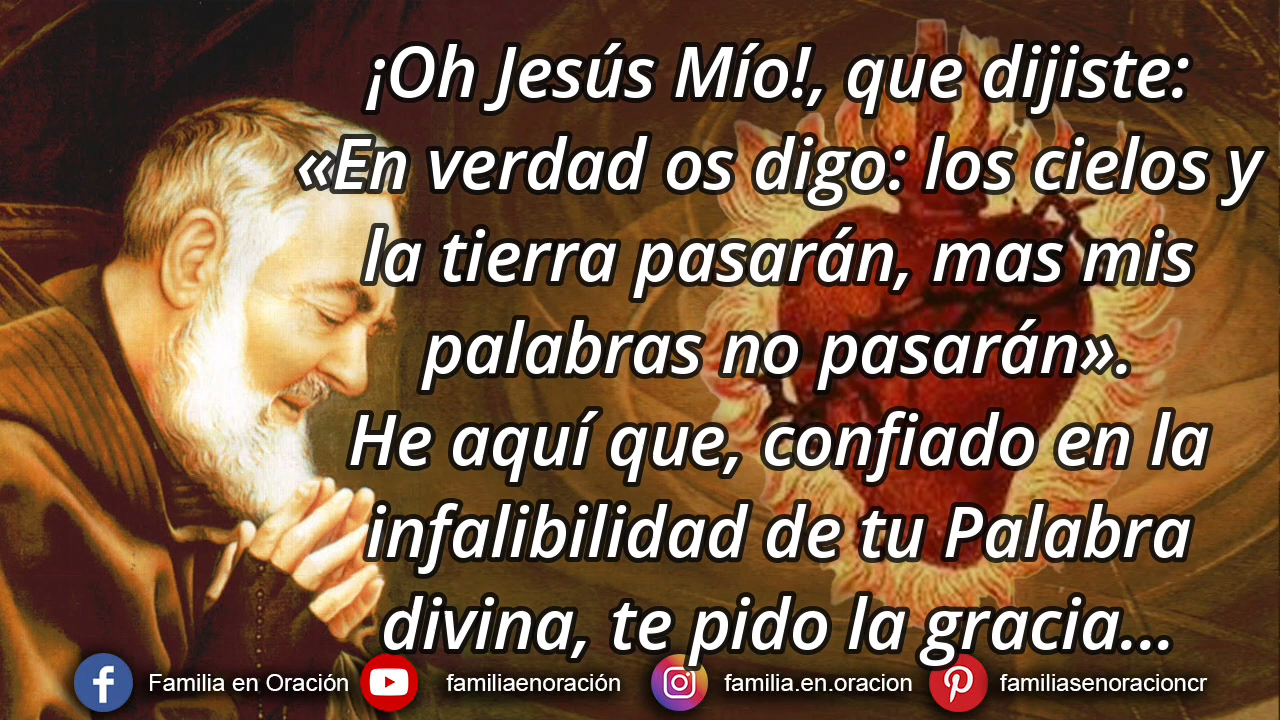 ¡Oh Jesús Mío!, que dijiste:
«En verdad os digo: los cielos y
la tierra pasarán, mas mis
palabras no pasarán».
He aquí que, confiado en la
infalibilidad de tu Palabra
divina, te pido la gracia...
Familia en Oración familiaenoración familia.en.oracion familiasenoracioncr